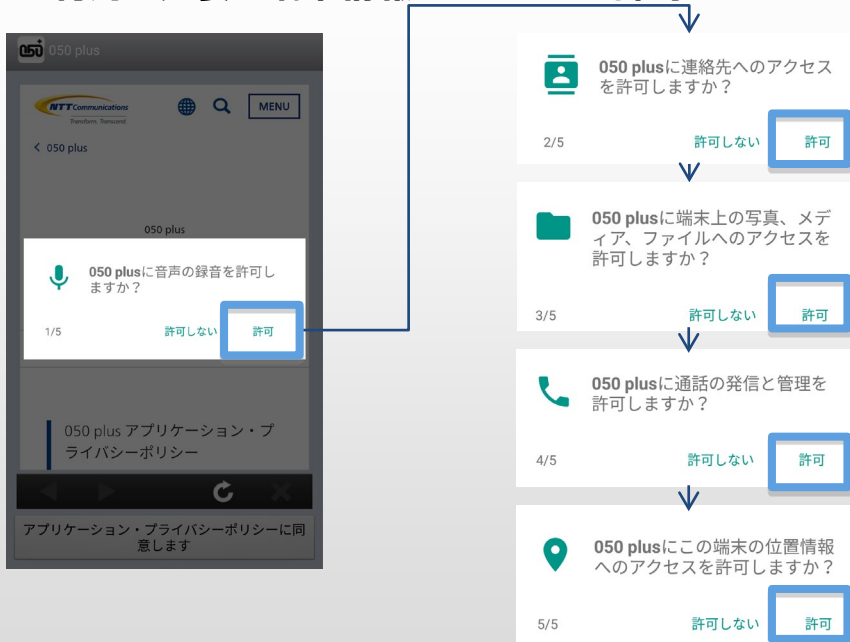 050 plus
NTT Communications
Transform. Transcend
MENU
< 050 plus
050 plus
050 plusに音声の録音を許可し
ますか？
1/5
許可しない
許可
050 plus アプリケーション・プ
ライバシーポリシー
アプリケーション・プライバシーポリシーに同
意します
050 plusに連絡先へのアクセス
を許可しますか？
2/5
許可しない
許可
050 plusに端末上の写真、メデ
ィア、ファイルへのアクセスを
許可しますか？
3/5
許可しない
許可
050 plusに通話の発信と管理を
許可しますか？
4/5
許可しない
許可
050 plusにこの端末の位置情報
へのアクセスを許可しますか？
5/5
許可しない
許可